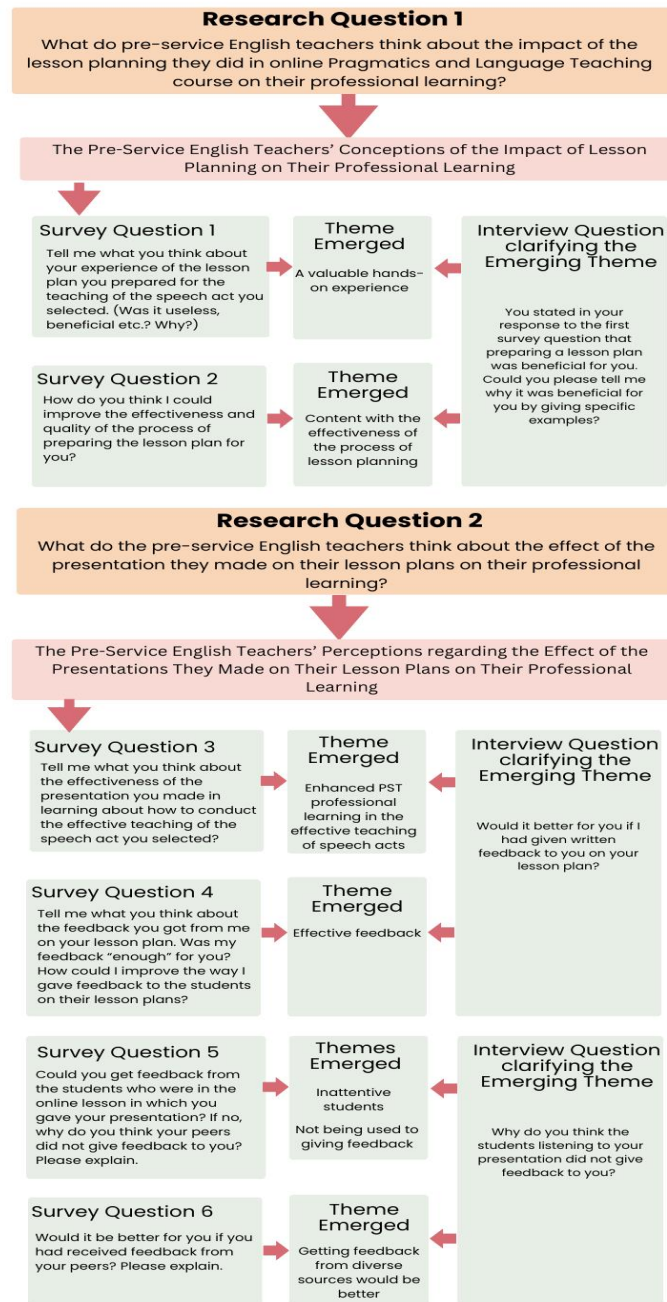 Research Question 1
What do pre-service English teachers think about the impact of the
lesson planning they did in online Pragmatics and Language Teaching
course on their professional learning?
The Pre-Service English Teachers’ Conceptions of the Impact of Lesson
Planning on Their Professional Learning
Survey Question 1
Tell me what you think about
your experience of the lesson
plan you prepared for the
teaching of the speech act you
selected. (Was it useless,
beneficial etc.? Why?)
Theme
Emerged
A valuable hands-
on experience
Interview Question
clarifying the
Emerging Theme
You stated in your
response to the first
survey question that
preparing a lesson plan
was beneficial for you.
Could you please tell me
why it was beneficial for
you by giving specific
examples?
Survey Question 2
How do you think I could
improve the effectiveness and
quality of the process of
preparing the lesson plan for
you?
Theme
Emerged
Content with the
effectiveness of
the process of
lesson planning
Research Question 2
What do the pre-service English teachers think about the effect of the
presentation they made on their lesson plans on their professional
learning?
The Pre-Service English Teachers’ Perceptions regarding the Effect of the
Presentations They Made on Their Lesson Plans on Their Professional
Learning
Survey Question 3
Tell me what you think about
the effectiveness of the
presentation you made in
learning about how to conduct
the effective teaching of the
speech act you selected?
Theme
Emerged
Enhanced PST
professional
learning in the
effective teaching
of speech acts
Interview Question
clarifying the
Emerging Theme
Would it better for you if I
had given written
feedback to you on your
lesson plan?
Survey Question 4
Tell me what you think about
the feedback you got from me
on your lesson plan. Was my
feedback “enough” for you?
How could I improve the way I
gave feedback to the students
on their lesson plans?
Theme
Emerged
Effective feedback
Survey Question 5
Could you get feedback from
the students who were in the
online lesson in which you
gave your presentation? If no,
why do you think your peers
did not give feedback to you?
Please explain.
Themes
Emerged
Inattentive
students
Not being used to
giving feedback
Interview Question
clarifying the
Emerging Theme
Why do you think the
students listening to your
presentation did not give
feedback to you?
Survey Question 6
Would it be better for you if you
had received feedback from
your peers? Please explain.
Theme
Emerged
Getting feedback
from diverse
sources would be
better